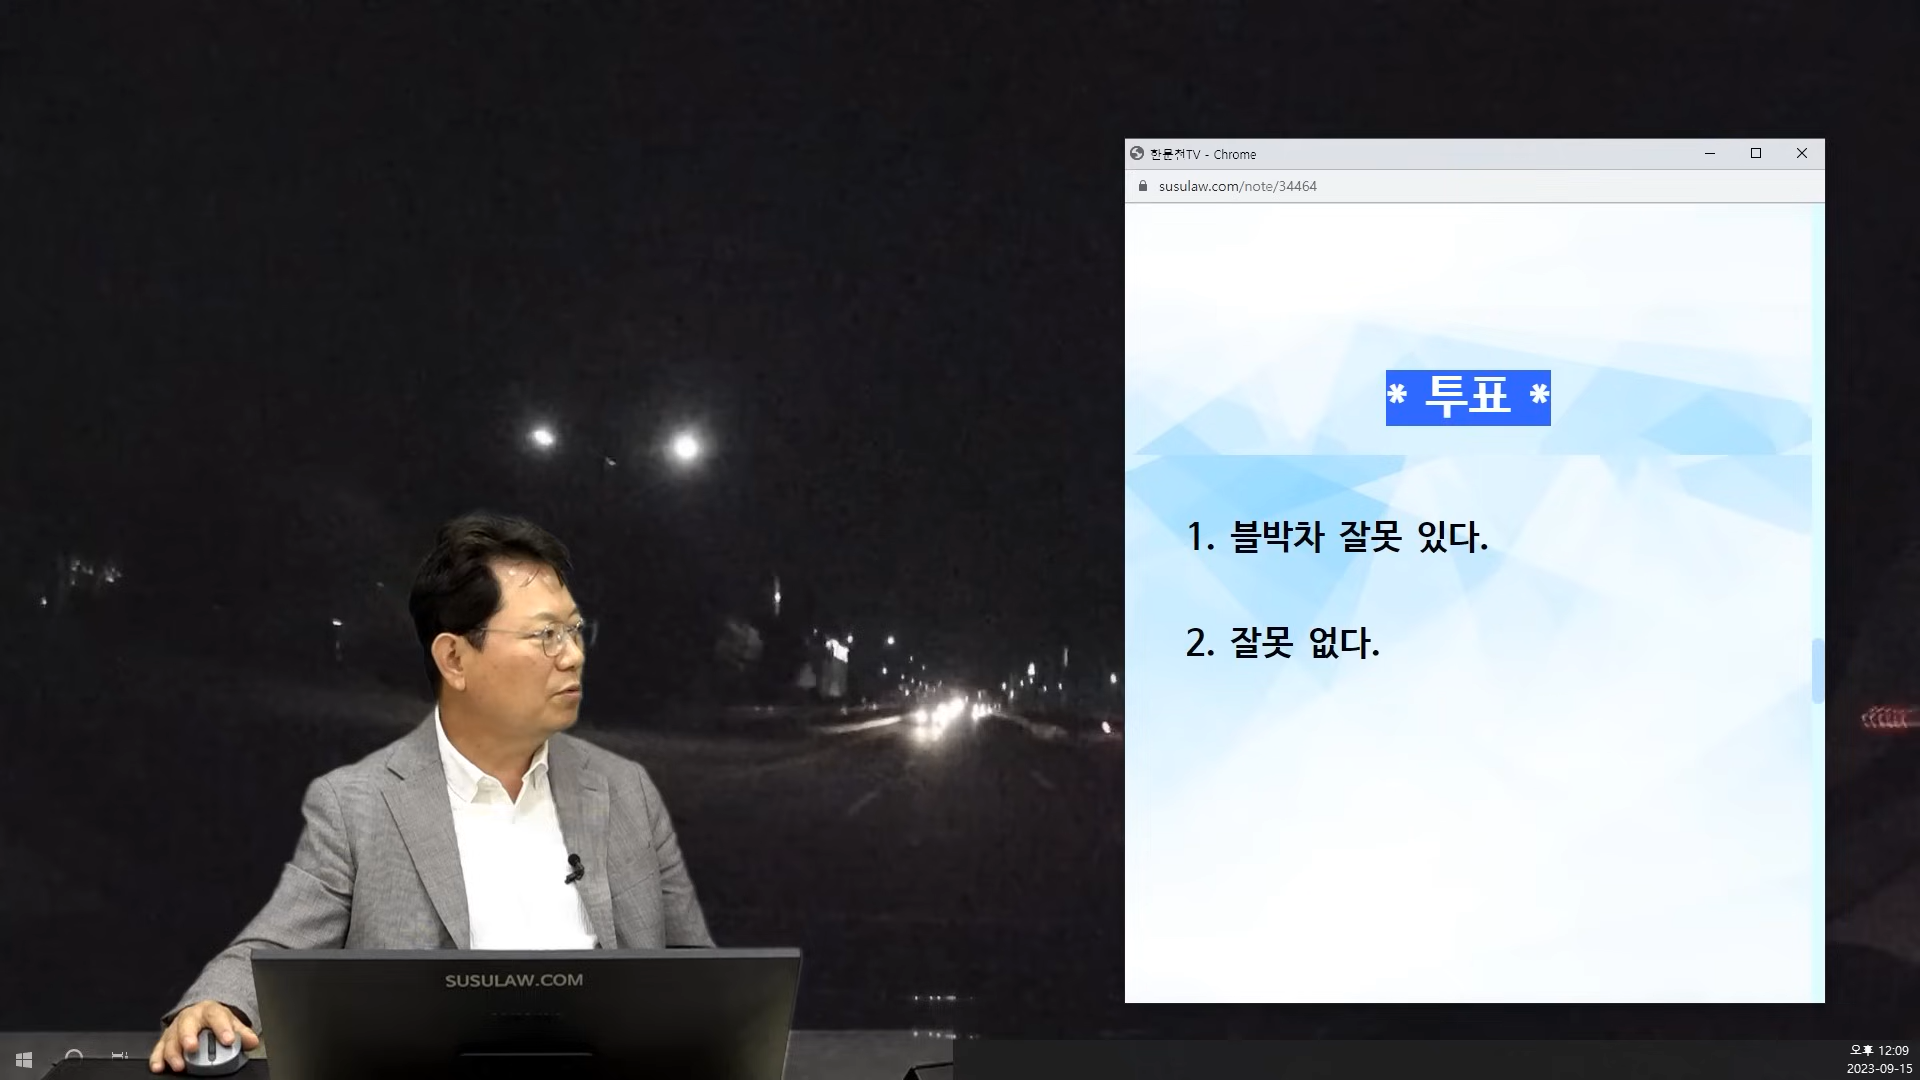 한문철TV - Chrome
susulaw.com/note/34464
* 투표 *
1. 블박차 잘못 있다.
2. 잘못 없다.
SUSULAW.COM
오후 12:09
2023-09-15